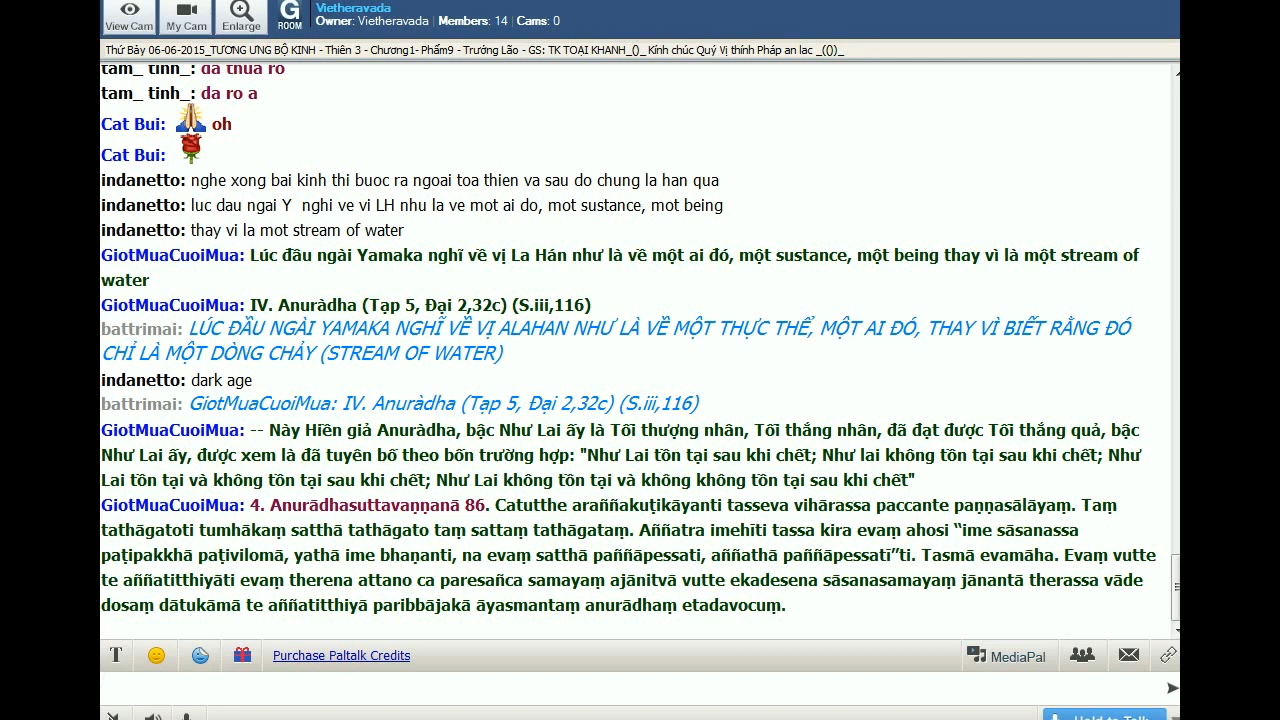 Vietheravada
View Cam
My Cam
Enlarge
G
ROOM
Owner: Vietheravada | Members: 14 | Cams: 0
Thứ Bảy 06-06-2015_TƯƠNG ƯNG BỘ KINH - Thiên 3 - Chương1- Phẩm9 - Trưởng Lão - GS: TK TOẠI KHANH_()_ Kính chúc Quý Vị thính Pháp an lac _(())_
tam_ tinh_: da thua ro
tam_ tinh_: da ro a
Cat Bui: oh
Cat Bui:
indanetto: nghe xong bai kinh thi buoc ra ngoai toa thien va sau do chung la han qua
indanetto: luc dau ngai Y nghi ve vi LH nhu la ve mot ai do, mot sustance, mot being
indanetto: thay vi la mot stream of water
GiotMuaCuoiMua: Lúc đầu ngài Yamaka nghĩ về vị La Hán như là về một ai đó, một sustance, một being thay vì là một stream of
water
GiotMuaCuoiMua: IV. Anuràdha (Tạp 5, Đại 2,32c) (S.iii,116)
battrimai: LÚC ĐẦU NGÀI YAMAKA NGHĨ VỀ VỊ ALAHAN NHƯ LÀ VỀ MỘT THỰC THỂ, MỘT AI ĐÓ, THAY VÌ BIẾT RẰNG ĐÓ
CHỈ LÀ MỘT DÒNG CHẢY (STREAM OF WATER)
indanetto: dark age
battrimai: GiotMuaCuoiMua: IV. Anuràdha (Tạp 5, Đại 2,32c) (S.iii,116)
GiotMuaCuoiMua: -- Này Hiền giả Anuràdha, bậc Như Lai ấy là Tối thượng nhân, Tối thắng nhân, đã đạt được Tối thắng quả, bậc
Như Lai ấy, được xem là đã tuyên bố theo bốn trường hợp: "Như Lai tồn tại sau khi chết; Như lai không tồn tại sau khi chết; Như
Lai tồn tại và không tồn tại sau khi chết; Như Lai không tồn tại và không không tồn tại sau khi chết"
GiotMuaCuoiMua: 4. Anurādhasuttavaṇṇanā 86. Catutthe araññakuṭikāyanti tasseva vihārassa paccante paṇṇasālāyaṃ. Taṃ
tathāgatoti tumhākaṃ satthā tathāgato taṃ sattaṃ tathāgataṃ. Aññatra imehīti tassa kira evaṃ ahosi “ime sāsanassa
paṭipakkhā paṭivilomā, yathā ime bhaṇanti, na evaṃ satthā paññāpessati, aññathā paññāpessatī”ti. Tasmā evamāha. Evaṃ vutte
te aññatitthiyāti evaṃ therena attano ca paresañca samayaṃ ajānitvā vutte ekadesena sāsanasamayaṃ jānantā therassa vāde
dosaṃ dātukāmā te aññatitthiyā paribbājakā āyasmantaṃ anurādhaṃ etadavocuṃ.
T
Purchase Paltalk Credits
MediaPal
Hold to Talk